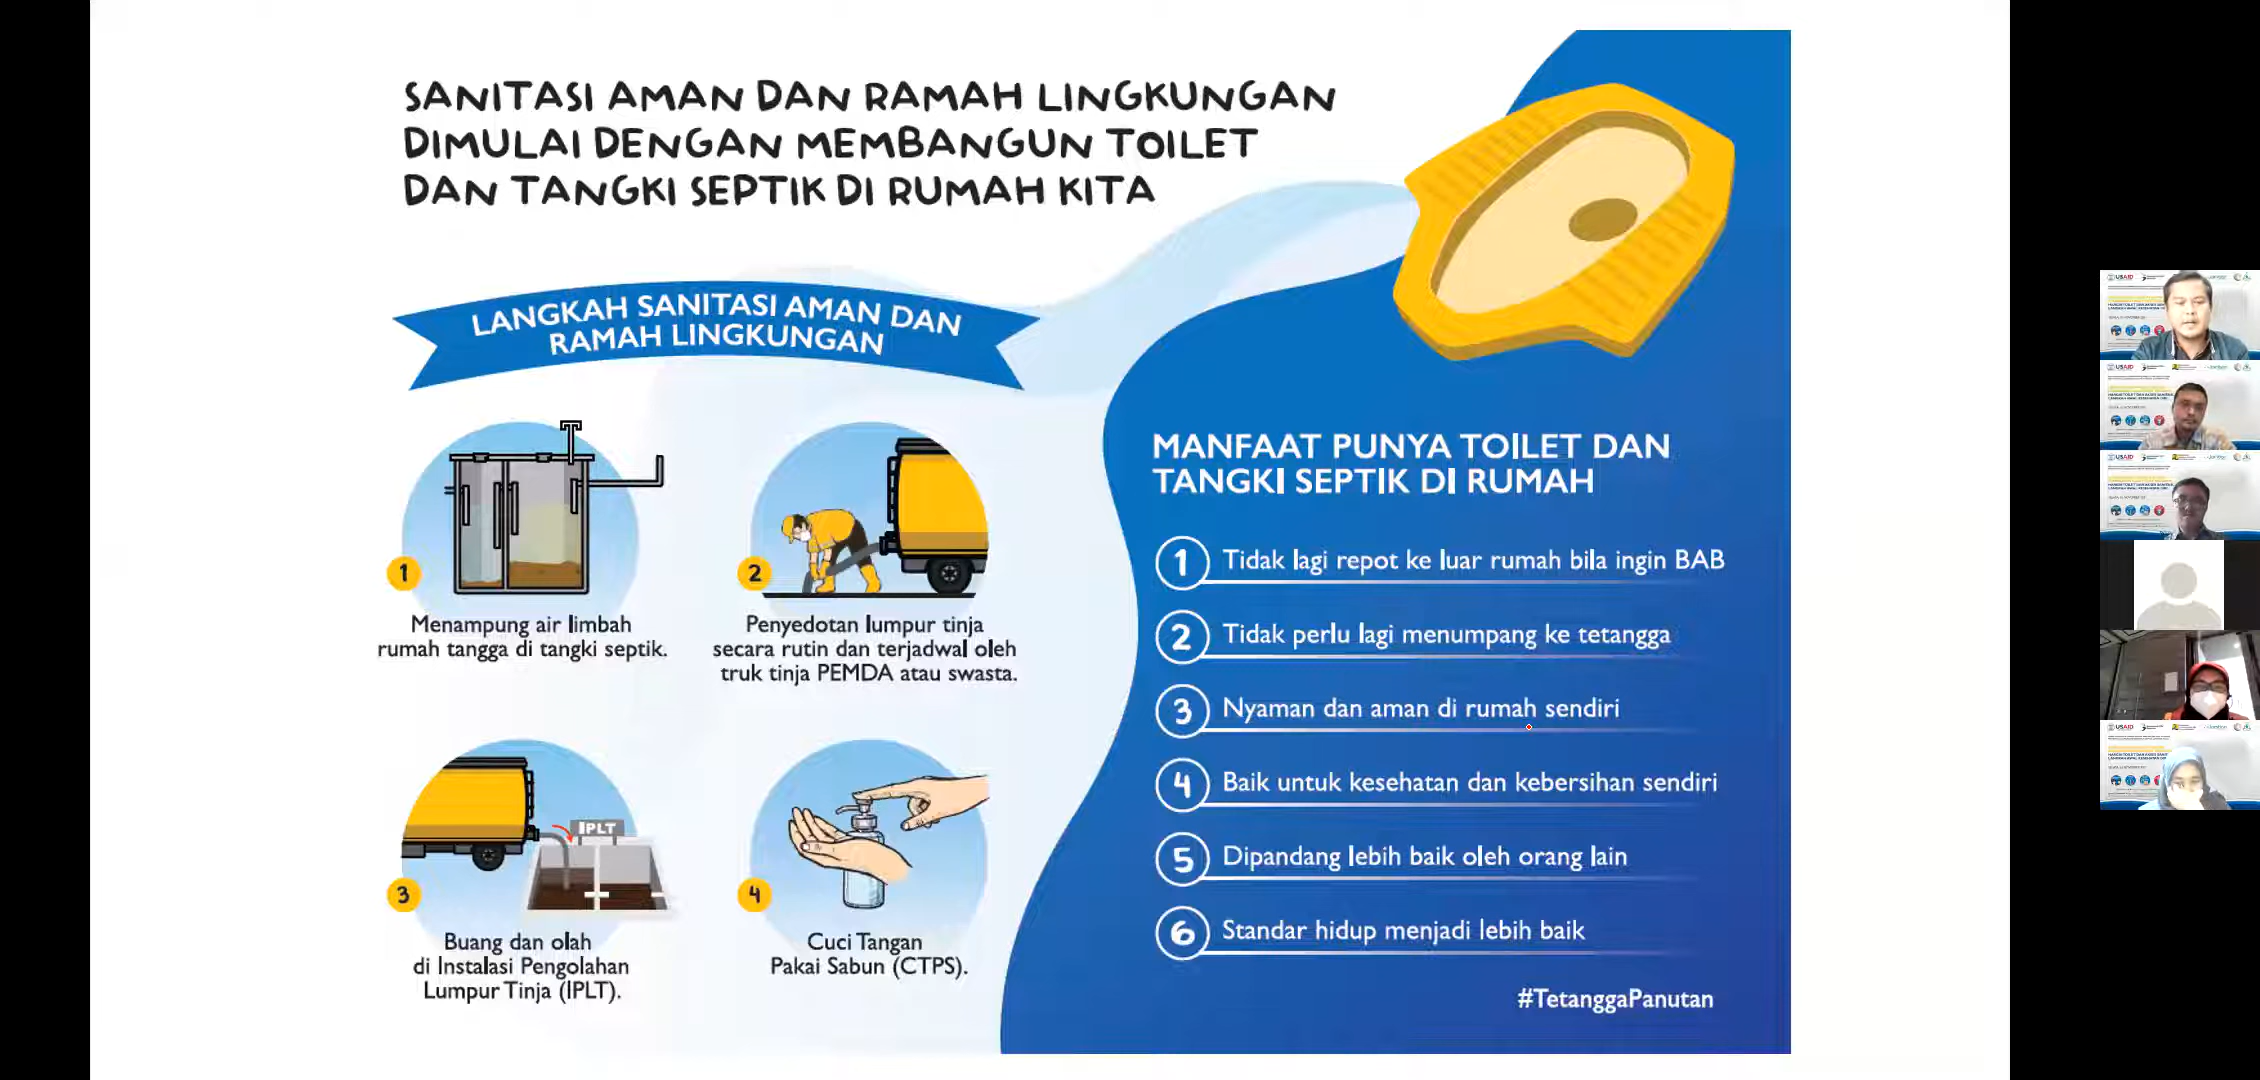 SANITASI AMAN DAN RAMAH LINGKUNGAN
DIMULAI DENGAN MEMBANGUN TOILET
DAN TANGKI SEPTIK DI RUMAH KITA
LANGKAH SANITASI AMAN DAN
RAMAH LINGKUNGAN
1
Menampung air limbah
rumah tangga di tangki septik.
2
Penyedotan lumpur tinja
secara rutin dan terjadwal oleh
truk tinja PEMDA atau swasta.
IPLT
3
Buang dan olah
di Instalasi Pengolahan
Lumpur Tinja (IPLT).
4
Cuci Tangan
Pakai Sabun (CTPS).
MANFAAT PUNYA TOILET DAN
TANGKI SEPTIK DI RUMAH
1 Tidak lagi repot ke luar rumah bila ingin BAB
2 Tidak perlu lagi menumpang ke tetangga
3 Nyaman dan aman di rumah sendiri
4 Baik untuk kesehatan dan kebersihan sendiri
5 Dipandang lebih baik oleh orang lain
6 Standar hidup menjadi lebih baik
#TetanggaPanutan
USAID
USAID
USAID
USAID